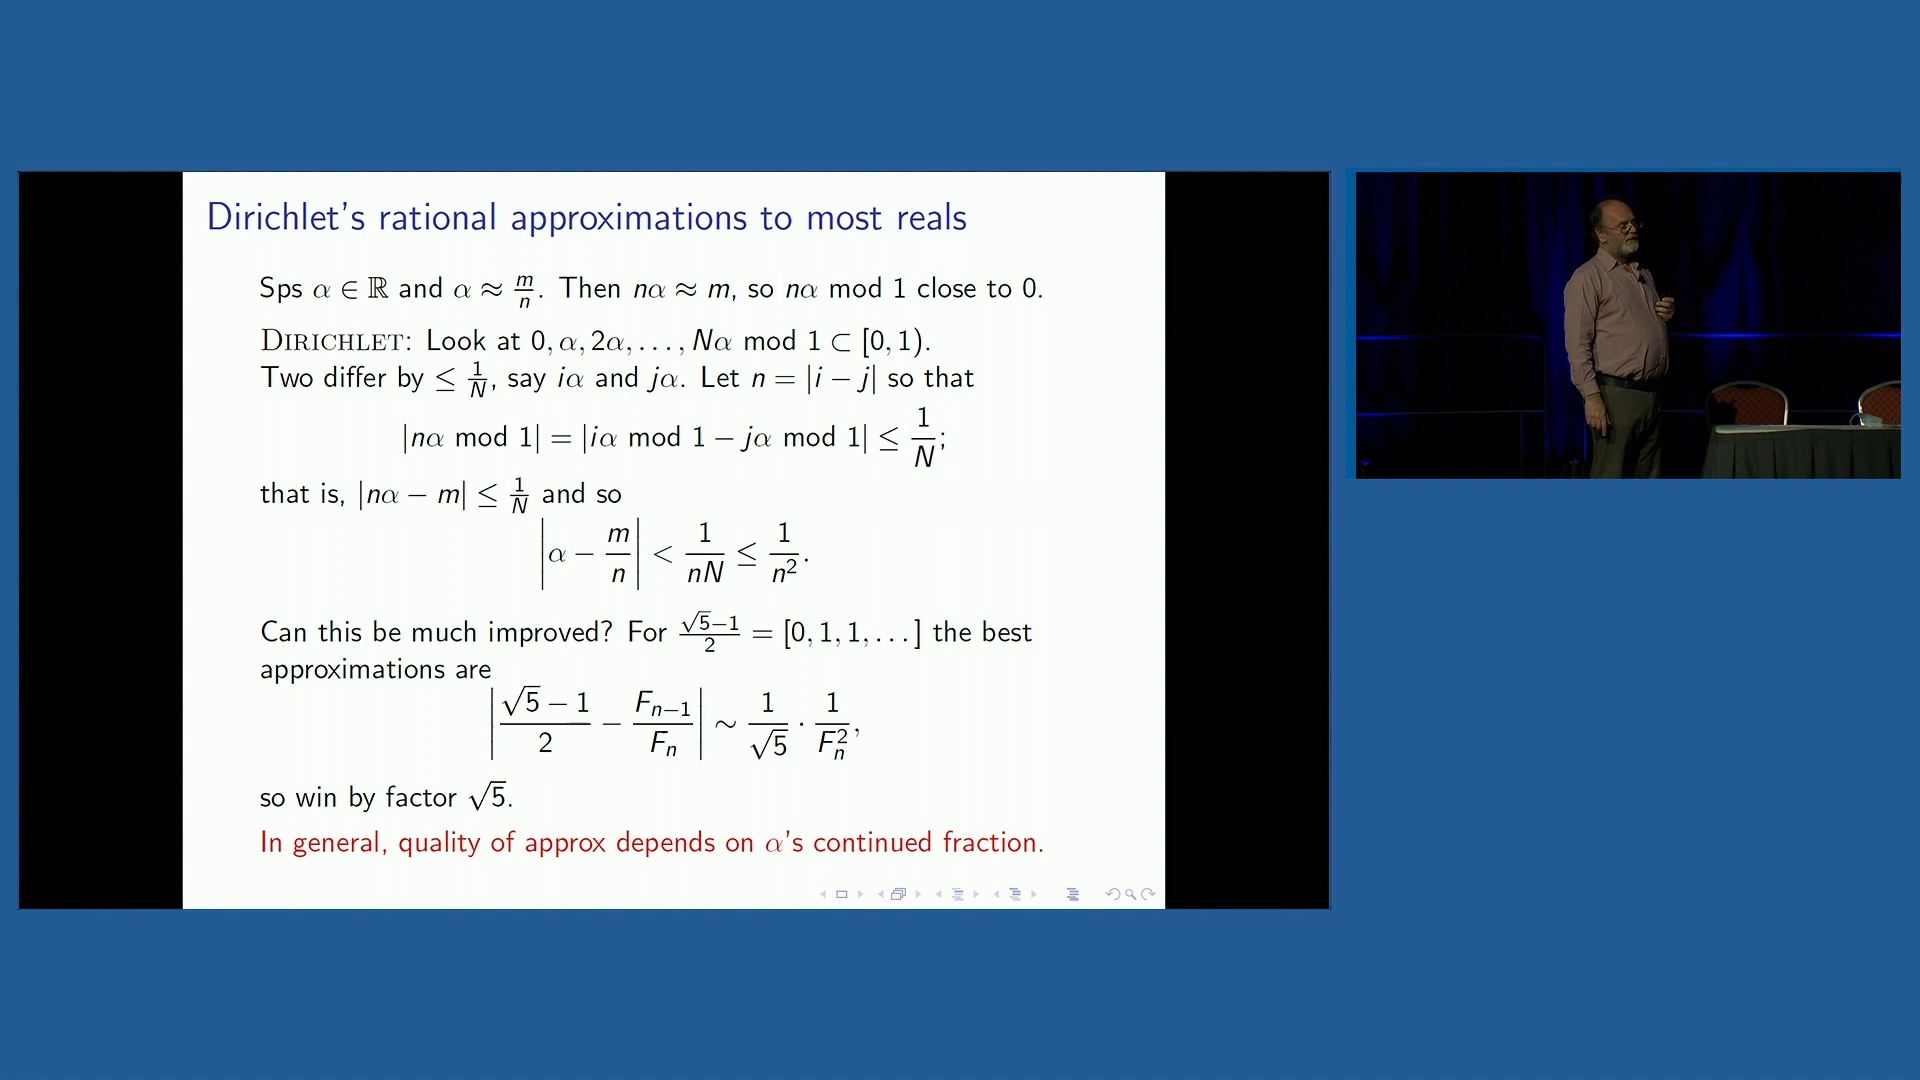 Dirichlet's rational approximations to most reals
Sps α ∈ ℝ and α ≈ m/n. Then nα ≈ m, so nα mod 1 close to 0.
DIRICHLET: Look at 0, α, 2α, . . . , Nα mod 1 ⊂ [0, 1).
Two differ by ≤ 1/N, say iα and jα. Let n = |i − j| so that
|nα mod 1| = |iα mod 1 − jα mod 1| ≤ 1/N;
that is, |nα − m| ≤ 1/N and so
|α − m/n| < 1/nN ≤ 1/n².
Can this be much improved? For (√5−1)/2 = [0, 1, 1, . . . ] the best
approximations are
|(√5 − 1)/2 − F_{n−1}/F_n| ∼ 1/√5 · 1/F_n²,
so win by factor √5.
In general, quality of approx depends on α's continued fraction.